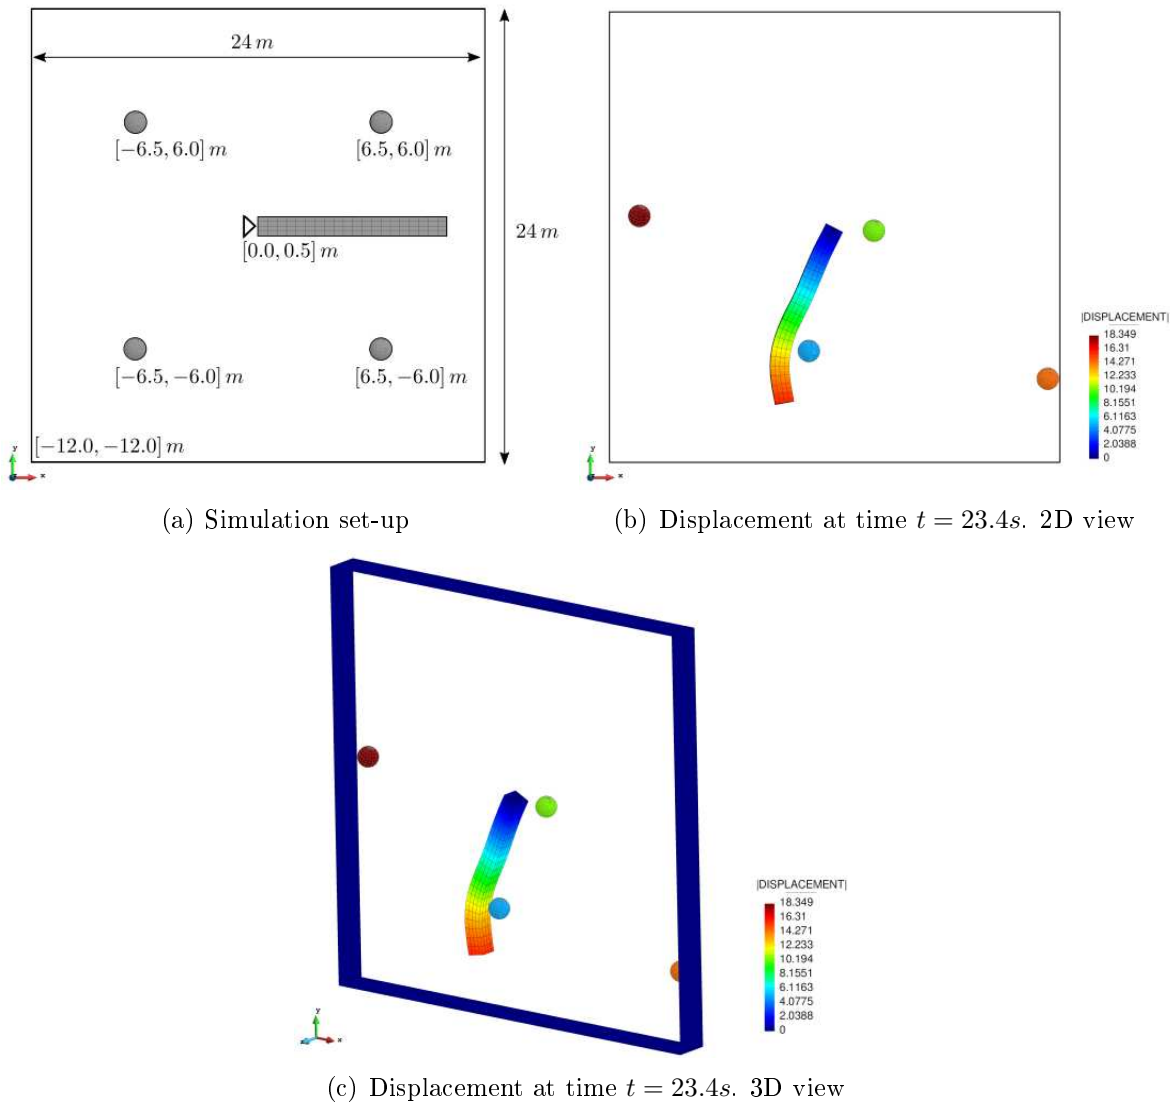 24 m
[−6.5, 6.0] m
[6.5, 6.0] m
24 m
[0.0, 0.5] m
[−6.5, −6.0] m
[6.5, −6.0] m
[−12.0, −12.0] m
y
x
(a) Simulation set-up
|DISPLACEMENT|
18.349
16.31
14.271
12.233
10.194
8.1551
6.1163
4.0775
2.0388
0
y
x
(b) Displacement at time t = 23.4s. 2D view
|DISPLACEMENT|
18.349
16.31
14.271
12.233
10.194
8.1551
6.1163
4.0775
2.0388
0
y
x
(c) Displacement at time t = 23.4s. 3D view